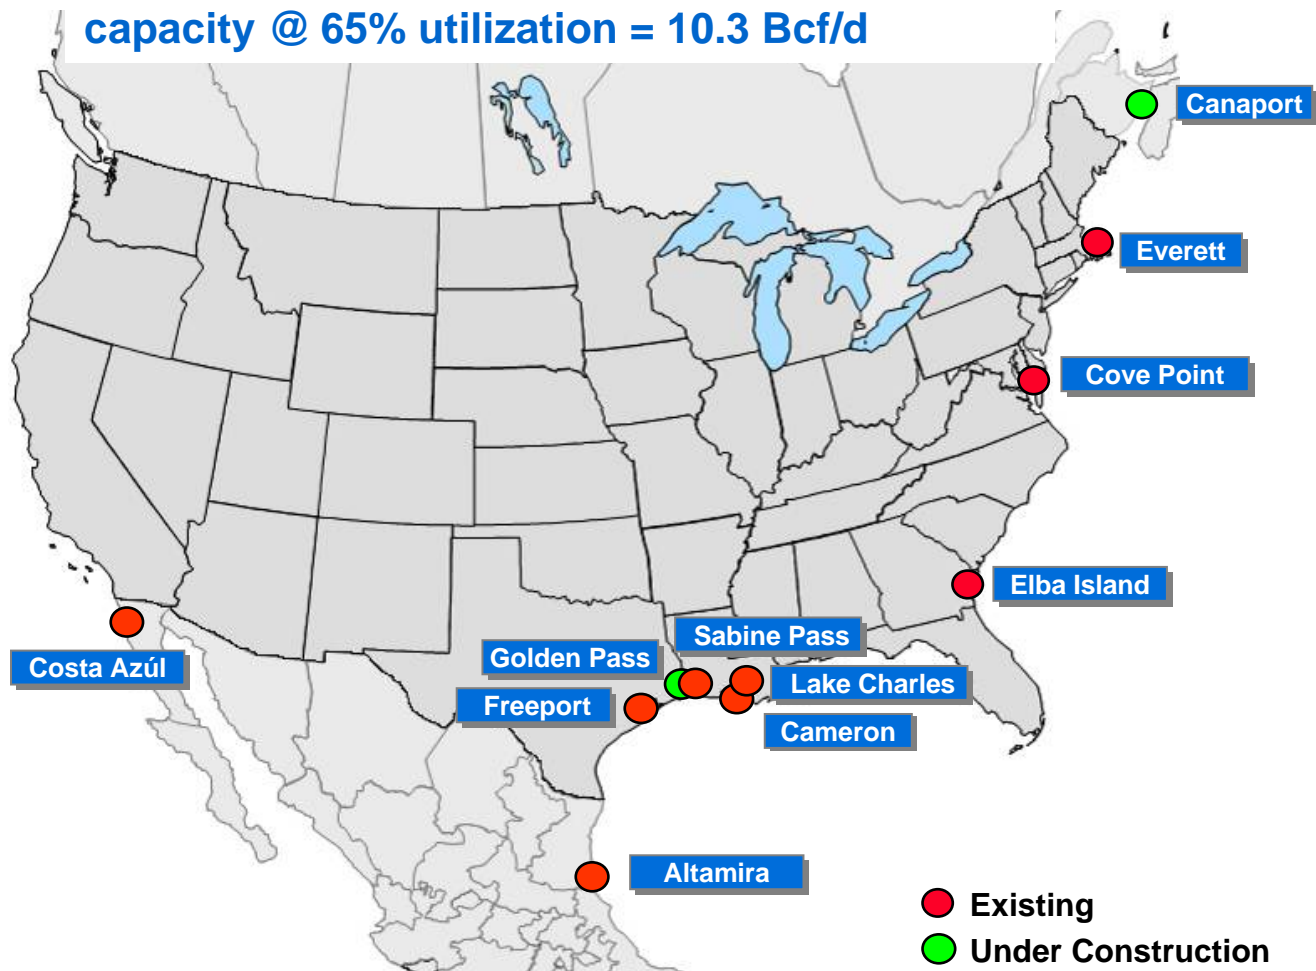 capacity @ 65% utilization = 10.3 Bcf/d
Canaport
Everett
Cove Point
Elba Island
Sabine Pass
Golden Pass
Costa Azúl
Lake Charles
Freeport
Cameron
Altamira
Existing
Under Construction